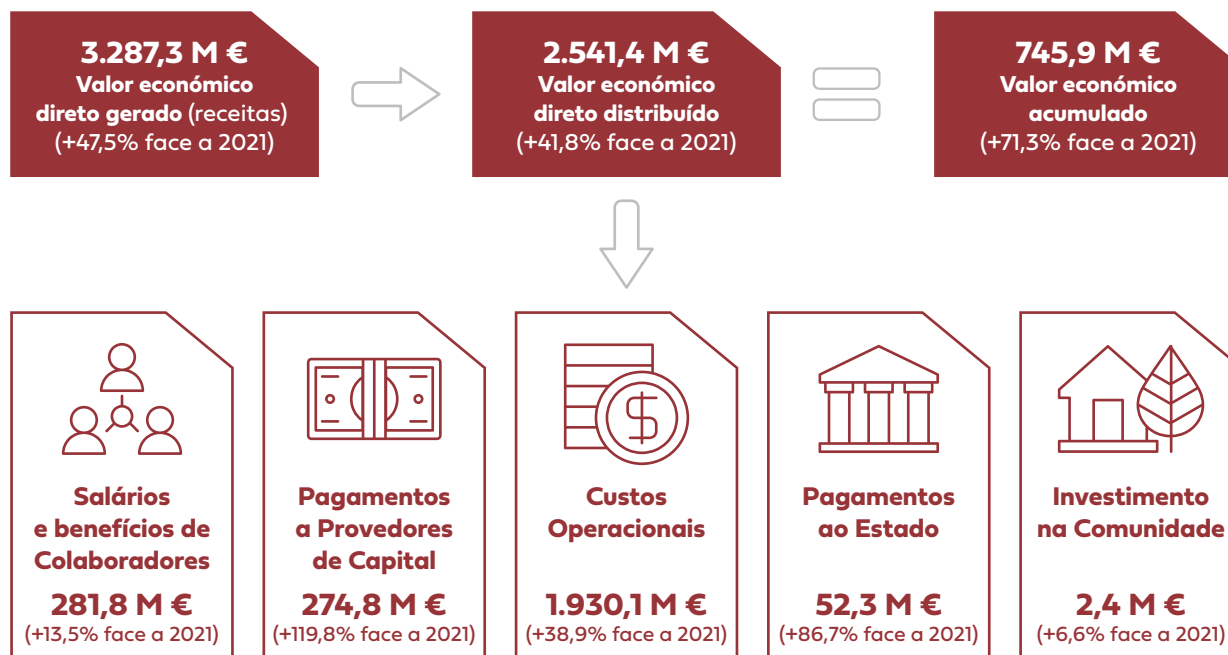 3.287,3 M €
Valor económico
direto gerado (receitas)
(+47,5% face a 2021)
2.541,4 M €
Valor económico
direto distribuído
(+41,8% face a 2021)
745,9 M €
Valor económico
acumulado
(+71,3% face a 2021)
Salários
e benefícios de
Colaboradores
281,8 M €
(+13,5% face a 2021)
Pagamentos
a Provedores
de Capital
274,8 M €
(+119,8% face a 2021)
Custos
Operacionais
1.930,1 M €
(+38,9% face a 2021)
Pagamentos
ao Estado
52,3 M €
(+86,7% face a 2021)
Investimento
na Comunidade
2,4 M €
(+6,6% face a 2021)